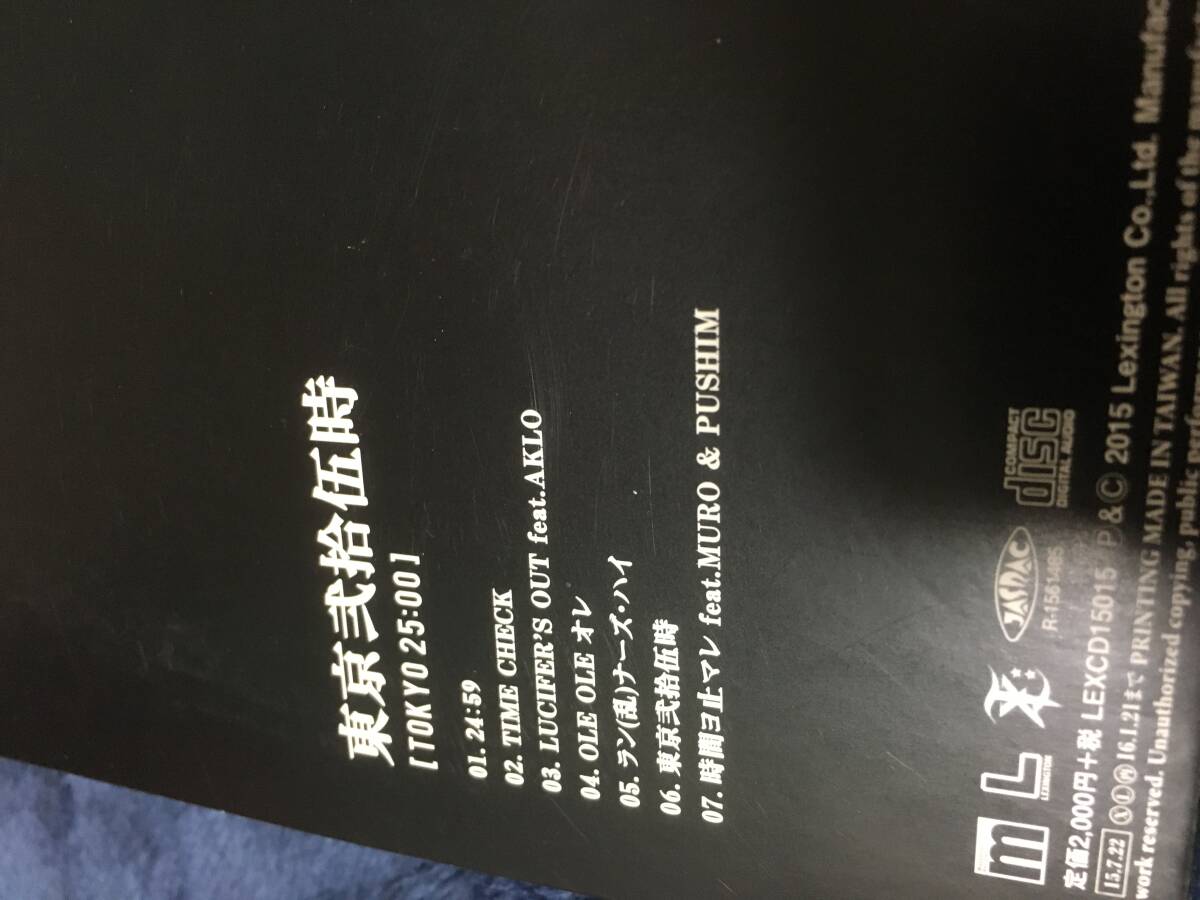 東京弐拾伍時
[TOKYO 25:00]
01. 24:59
02. TIME CHECK
03. LUCIFER'S OUT feat.AKLO
04. OLE OLE オレ
05. ラン(乱)ナーズ・ハイ
06. 東京弐拾伍時
07. 時間ヨ止マレ feat.MURO & PUSHIM
m L LEXINGTON
JASRAC
R-1561498S
COMPACT
disc
DIGITAL AUDIO
定価2,000円+税 LEXCD15015 P&© 2015 Lexington Co.,Ltd. Manufac
15.7.22 Ⓧ Ⓛ 16.1.21まで PRINTING MADE IN TAIWAN. All rights of the
work reserved. Unauthorized copying, public